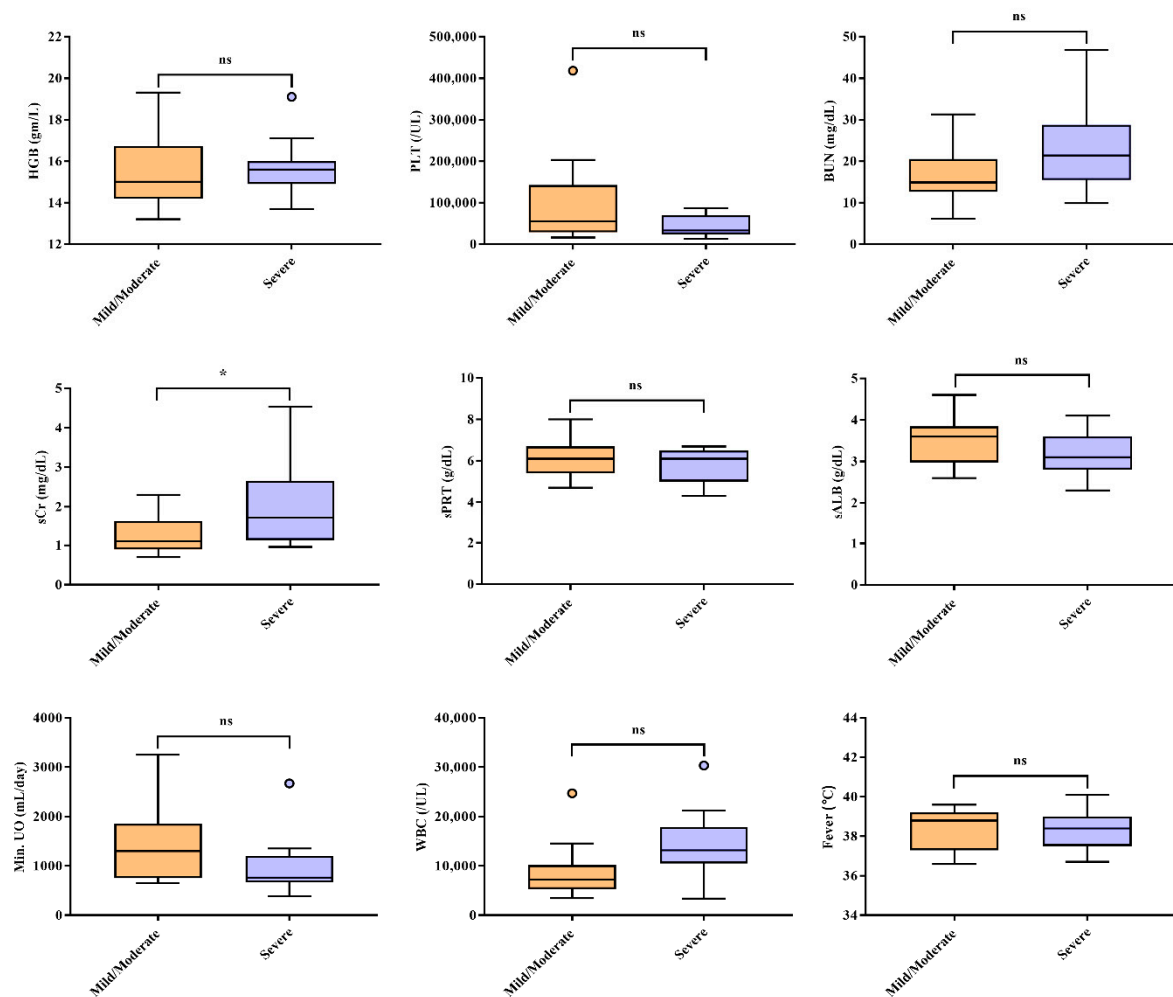 HGB (gm/L)
22
20
18
16
14
12
ns
Mild/Moderate
Severe
PLT (/UL)
500,000
400,000
300,000
200,000
100,000
0
ns
Mild/Moderate
Severe
BUN (mg/dL)
50
40
30
20
10
0
ns
Mild/Moderate
Severe
sCr (mg/dL)
5
4
3
2
1
0
*
Mild/Moderate
Severe
sPRT (g/dL)
10
8
6
4
2
0
ns
Mild/Moderate
Severe
sALB (g/dL)
5
4
3
2
1
0
ns
Mild/Moderate
Severe
Min. UO (mL/day)
4000
3000
2000
1000
0
ns
Mild/Moderate
Severe
WBC (/UL)
40,000
30,000
20,000
10,000
0
ns
Mild/Moderate
Severe
Fever (°C)
44
42
40
38
36
34
ns
Mild/Moderate
Severe